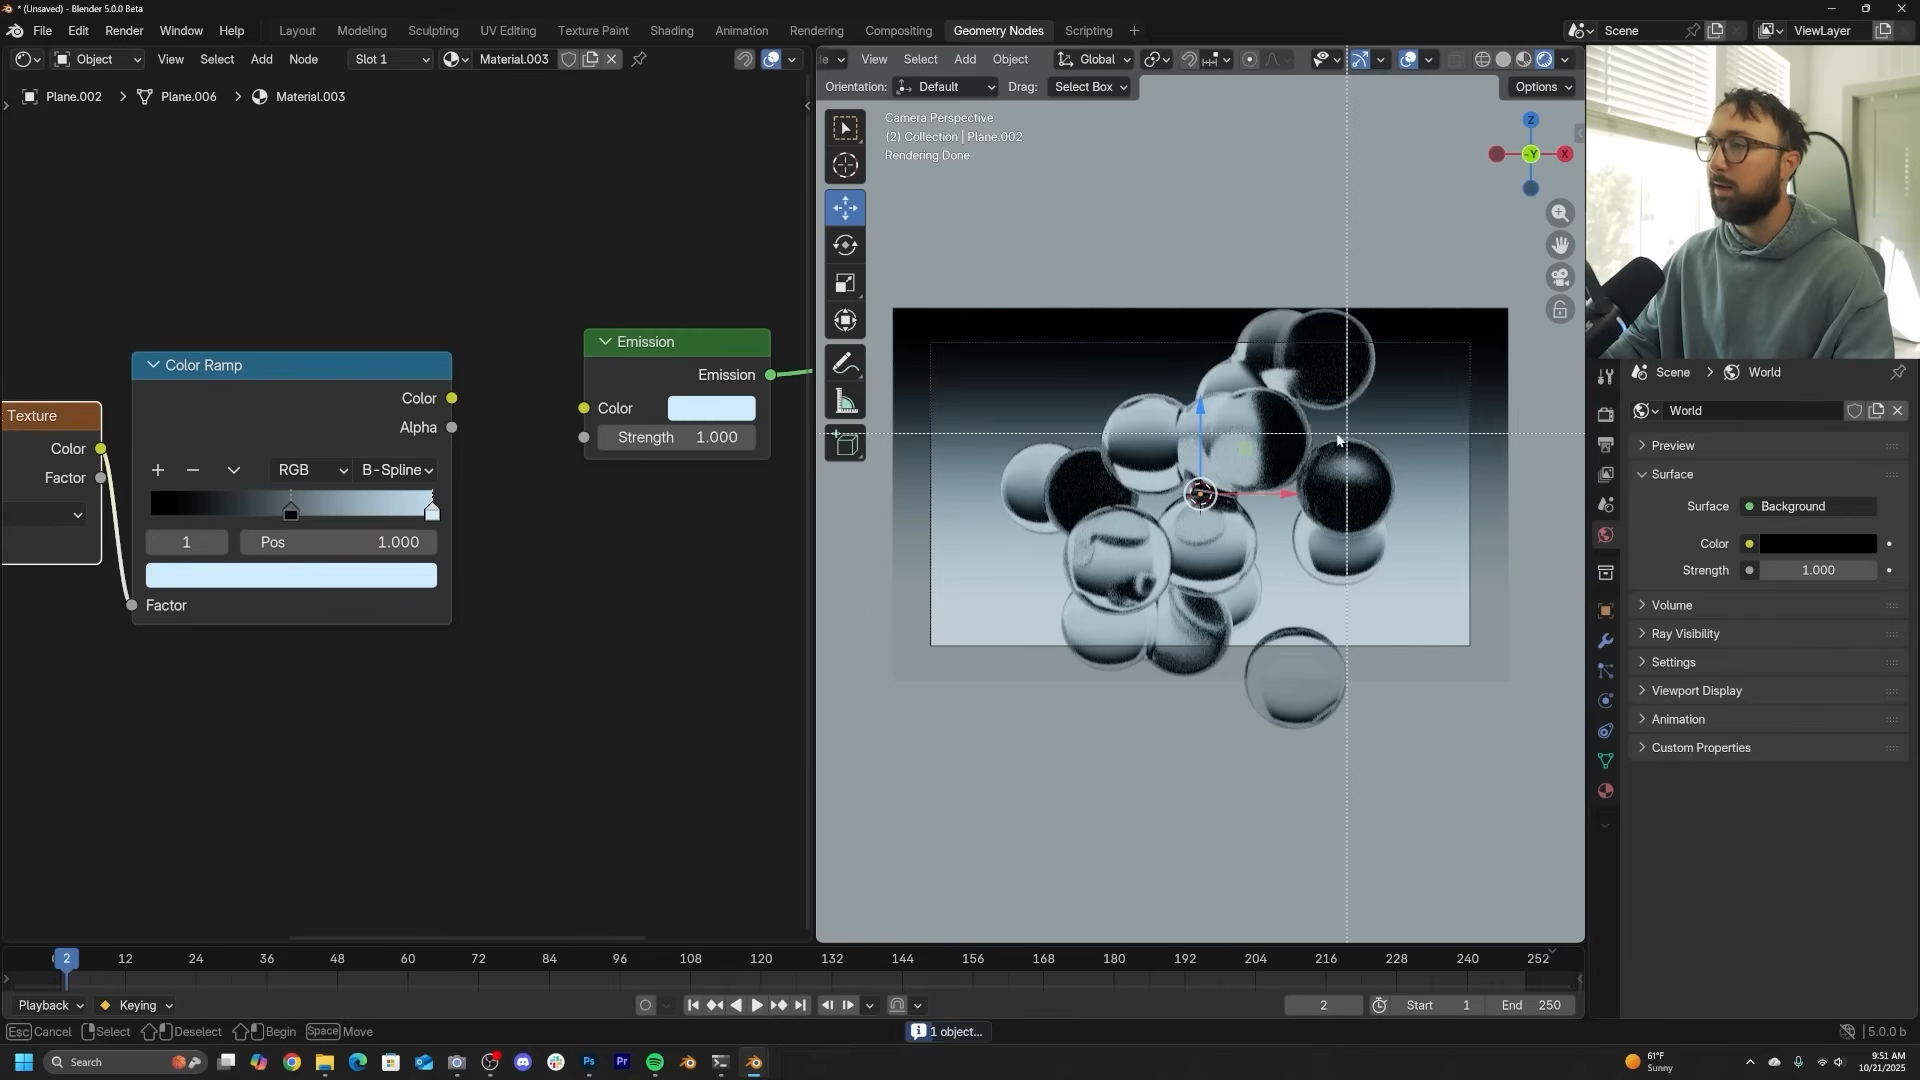 * (Unsaved) - Blender 5.0.0 Beta
File Edit Render Window Help Layout Modeling Sculpting UV Editing Texture Paint Shading Animation Rendering Compositing Geometry Nodes Scripting Scene ViewLayer
Object View Select Add Node Slot 1 Material.003
View Select Add Object Global
Orientation: Default Drag: Select Box Options
Plane.002 > Plane.006 > Material.003
Camera Perspective
(2) Collection | Plane.002
Rendering Done
Z
-Y
X
Texture
Color
Factor
Color Ramp
Color
Alpha
RGB B-Spline
1 Pos 1.000
Factor
Emission
Emission
Color
Strength 1.000
Scene > World
World
Preview
Surface
Surface Background
Color
Strength 1.000
Volume
Ray Visibility
Settings
Viewport Display
Animation
Custom Properties
2 12 24 36 48 60 72 84 96 108 120 132 144 156 168 180 192 204 216 228 240 252
Playback Keying 2 Start 1 End 250
Esc Cancel Select Deselect Begin Space Move 1 object... 5.0.0 b
Search Ps Pr 61°F Sunny 9:51 AM 10/21/2025